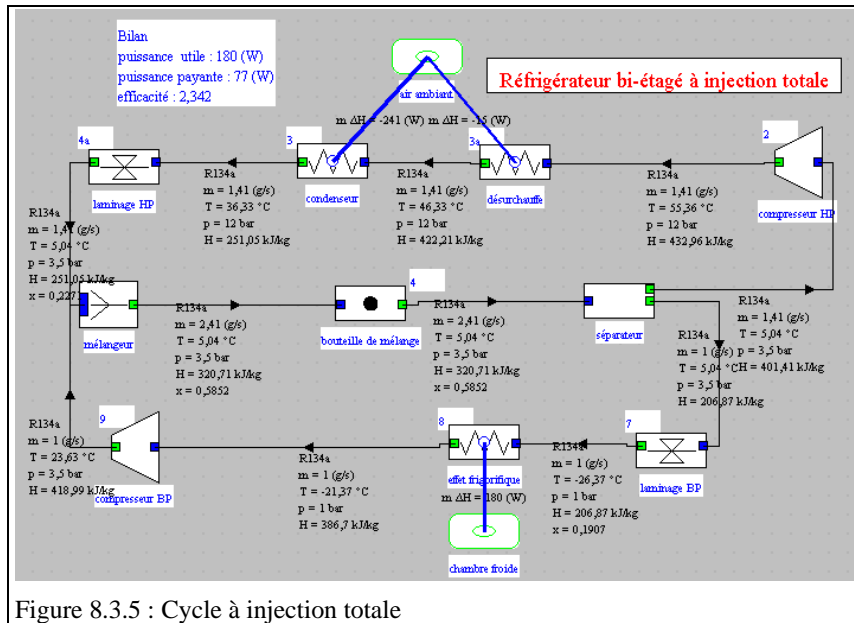 Bilan
puissance utile : 180 (W)
puissance payante : 77 (W)
efficacité : 2,342
air ambiant
Réfrigérateur bi-étagé à injection totale
m ΔH = -241 (W) m ΔH = -15 (W)
4a
3
3a
2
laminage HP
condenseur
désurchauffe
compresseur HP
R134a
m = 1,41 (g/s)
T = 36,33 °C
p = 12 bar
H = 251,05 kJ/kg
R134a
m = 1,41 (g/s)
T = 46,33 °C
p = 12 bar
H = 422,21 kJ/kg
R134a
m = 1,41 (g/s)
T = 55,36 °C
p = 12 bar
H = 432,96 kJ/kg
R134a
m = 1,41 (g/s)
T = 5,04 °C
p = 3,5 bar
H = 251,05 kJ/kg
x = 0,227
mélangeur
R134a
m = 2,41 (g/s)
T = 5,04 °C
p = 3,5 bar
H = 320,71 kJ/kg
x = 0,5852
4
bouteille de mélange
R134a
m = 2,41 (g/s)
T = 5,04 °C
p = 3,5 bar
H = 320,71 kJ/kg
x = 0,5852
séparateur
R134a
m = 1,41 (g/s)
T = 5,04 °C
p = 3,5 bar
H = 401,41 kJ/kg
R134a
m = 1 (g/s)
T = 5,04 °C
p = 3,5 bar
H = 206,87 kJ/kg
9
8
7
R134a
m = 1 (g/s)
T = 23,63 °C
p = 3,5 bar
H = 418,99 kJ/kg
compresseur BP
R134a
m = 1 (g/s)
T = -21,37 °C
p = 1 bar
H = 386,7 kJ/kg
effet frigorifique
m ΔH = 180 (W)
R134a
m = 1 (g/s)
T = -26,37 °C
p = 1 bar
H = 206,87 kJ/kg
x = 0,1907
laminage BP
chambre froide
Figure 8.3.5 : Cycle à injection totale